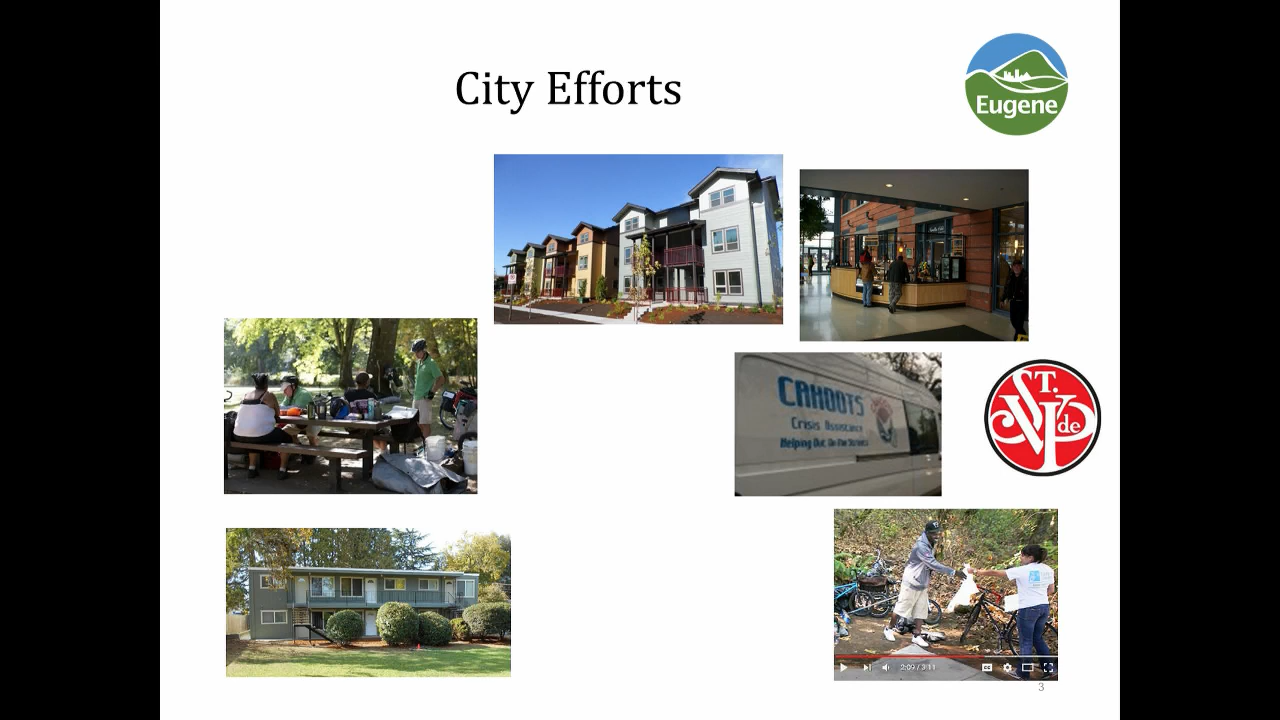 City Efforts
Eugene
CAHOOTS
Crisis Assistance
Helping Out. On The Streets
ST.
V de P
2:09 / 3:11
3